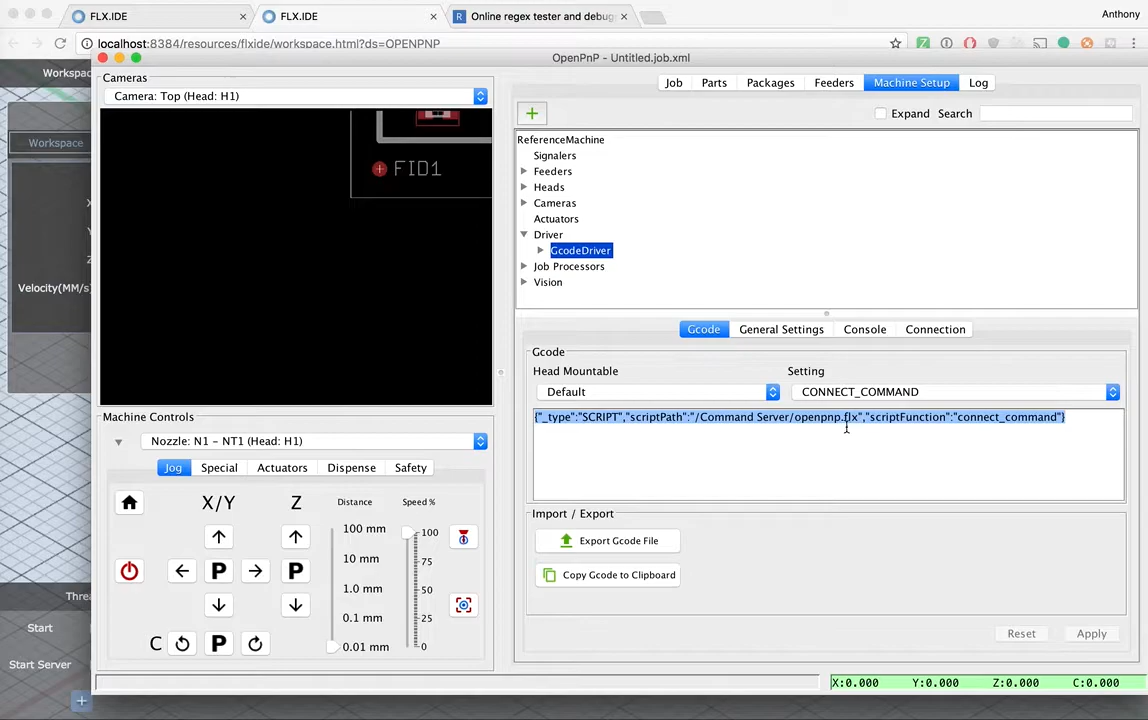 FLX.IDE
FLX.IDE
Online regex tester and debug
Anthony
localhost:8384/resources/flxide/workspace.html?ds=OPENPNP
OpenPnP - Untitled.job.xml
Workspac
Workspace
Velocity(MM/s
Start
Start Server
+
Cameras
Camera: Top (Head: H1)
FID1
Machine Controls
Nozzle: N1 - NT1 (Head: H1)
Jog Special Actuators Dispense Safety
X/Y Z Distance Speed %
100 mm 100
10 mm 75
1.0 mm 50
0.1 mm 25
0.01 mm 0
P P
C P
Job Parts Packages Feeders Machine Setup Log
+ Expand Search
ReferenceMachine
Signalers
Feeders
Heads
Cameras
Actuators
Driver
GcodeDriver
Job Processors
Vision
Gcode General Settings Console Connection
Gcode
Head Mountable Setting
Default CONNECT_COMMAND
{"_type":"SCRIPT","scriptPath":"/Command Server/openpnp.flx","scriptFunction":"connect_command"}
Import / Export
Export Gcode File
Copy Gcode to Clipboard
Reset Apply
X:0.000 Y:0.000 Z:0.000 C:0.000